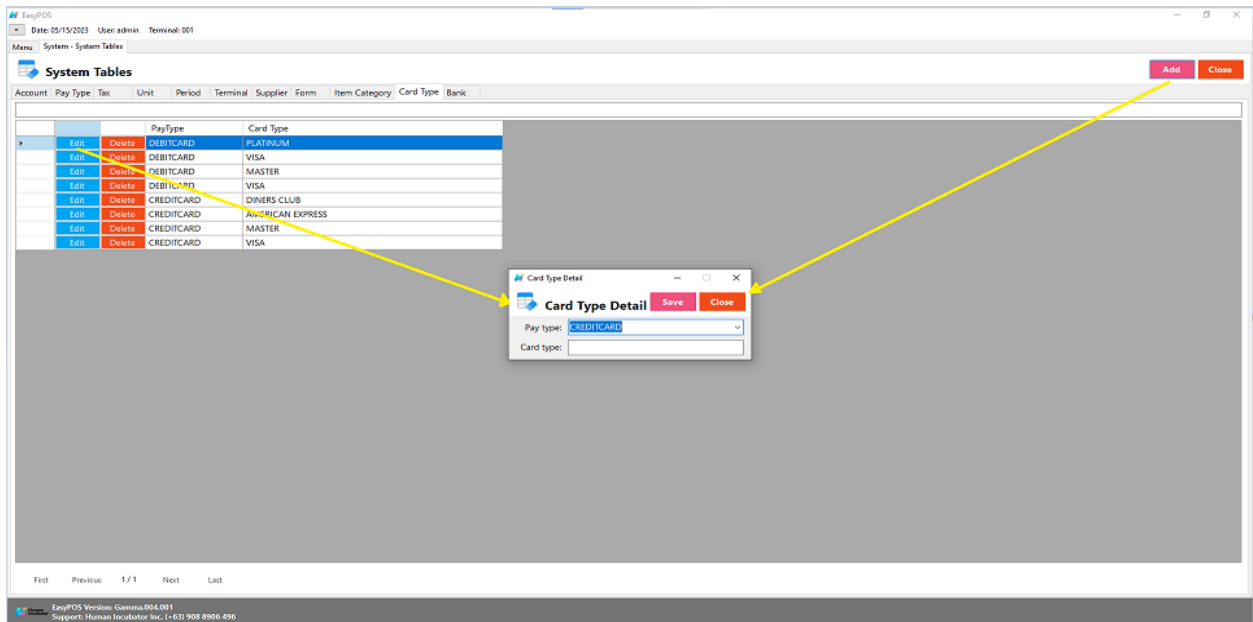 EasyPOS
Date: 05/15/2023 User: admin Terminal: 001
Menu System - System Tables
System Tables Add Close
Account Pay Type Tax Unit Period Terminal Supplier Form Item Category Card Type Bank
PayType Card Type
Edit Delete DEBITCARD PLATINUM
Edit Delete DEBITCARD VISA
Edit Delete DEBITCARD MASTER
Edit Delete DEBITCARD VISA
Edit Delete CREDITCARD DINERS CLUB
Edit Delete CREDITCARD AMERICAN EXPRESS
Edit Delete CREDITCARD MASTER
Edit Delete CREDITCARD VISA
Card Type Detail
Card Type Detail Save Close
Pay type: CREDITCARD
Card type:
First Previous 1 / 1 Next Last
EasyPOS Version: Gamma.004.001
Support: Human Incubator Inc. (+63) 908 8906 496